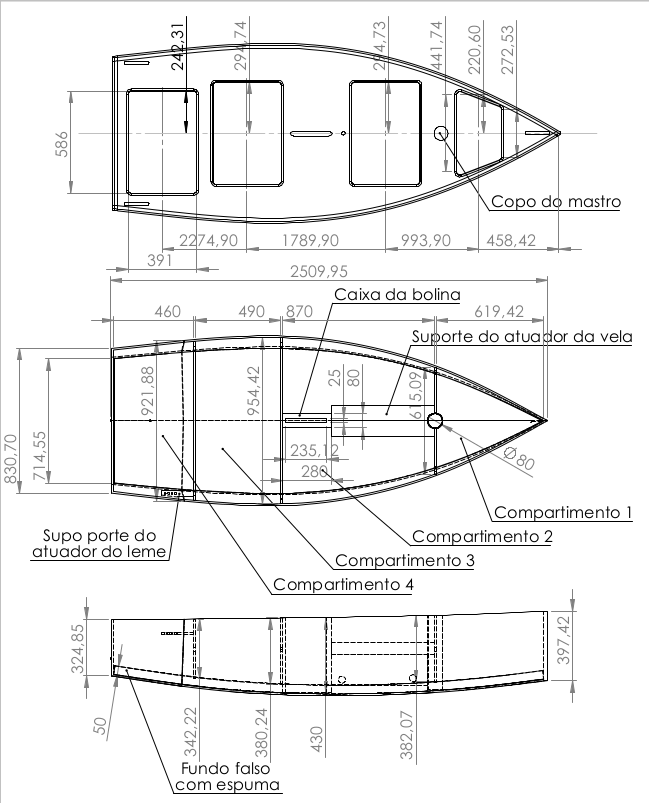 242,31
294,74
294,73
441,74
220,60
272,53
586
Copo do mastro
2274,90
1789,90
993,90
458,42
391
2509,95
Caixa da bolina
460
490
870
619,42
Suporte do atuador da vela
830,70
714,55
921,88
954,42
25
80
615,09
235,12
280
Ø80
Compartimento 1
Compartimento 2
Supo porte do
atuador do leme
Compartimento 3
Compartimento 4
324,85
397,42
50
342,22
380,24
430
382,07
Fundo falso
com espuma